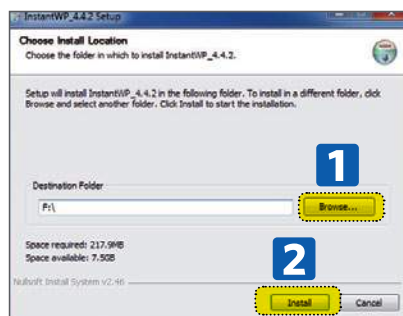 InstantWP_4.4.2 Setup
Choose Install Location
Choose the folder in which to install InstantWP_4.4.2.
Setup will install InstantWP_4.4.2 in the following folder. To install in a different folder, click
Browse and select another folder. Click Install to start the installation.
1
Destination Folder
F:\
Browse...
Space required: 217.9MB
Space available: 7.5GB
2
Nullsoft Install System v2.46
Install Cancel